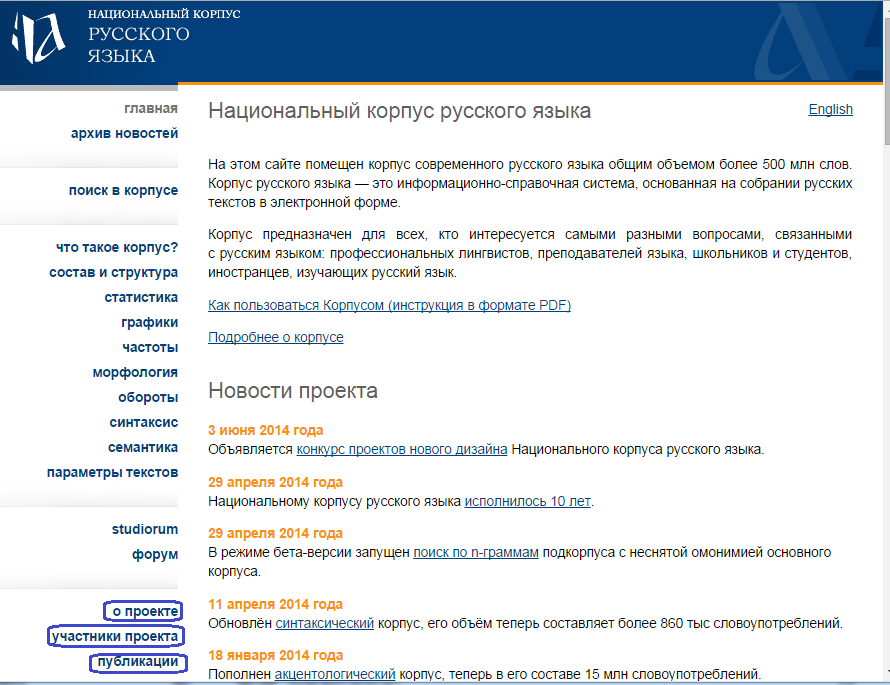 НАЦИОНАЛЬНЫЙ КОРПУС
РУССКОГО
ЯЗЫКА
главная
архив новостей
поиск в корпусе
что такое корпус?
состав и структура
статистика
графики
частоты
морфология
обороты
синтаксис
семантика
параметры текстов
studiorum
форум
о проекте
участники проекта
публикации
Национальный корпус русского языка
English
На этом сайте помещен корпус современного русского языка общим объемом более 500 млн слов.
Корпус русского языка — это информационно-справочная система, основанная на собрании русских
текстов в электронной форме.
Корпус предназначен для всех, кто интересуется самыми разными вопросами, связанными
с русским языком: профессиональных лингвистов, преподавателей языка, школьников и студентов,
иностранцев, изучающих русский язык.
Как пользоваться Корпусом (инструкция в формате PDF)
Подробнее о корпусе
Новости проекта
3 июня 2014 года
Объявляется конкурс проектов нового дизайна Национального корпуса русского языка.
29 апреля 2014 года
Национальному корпусу русского языка исполнилось 10 лет.
29 апреля 2014 года
В режиме бета-версии запущен поиск по n-граммам подкорпуса с неснятой омонимией основного
корпуса.
11 апреля 2014 года
Обновлён синтаксический корпус, его объём теперь составляет более 860 тыс словоупотреблений.
18 января 2014 года
Пополнен акцентологический корпус, теперь в его составе 15 млн словоупотреблений.